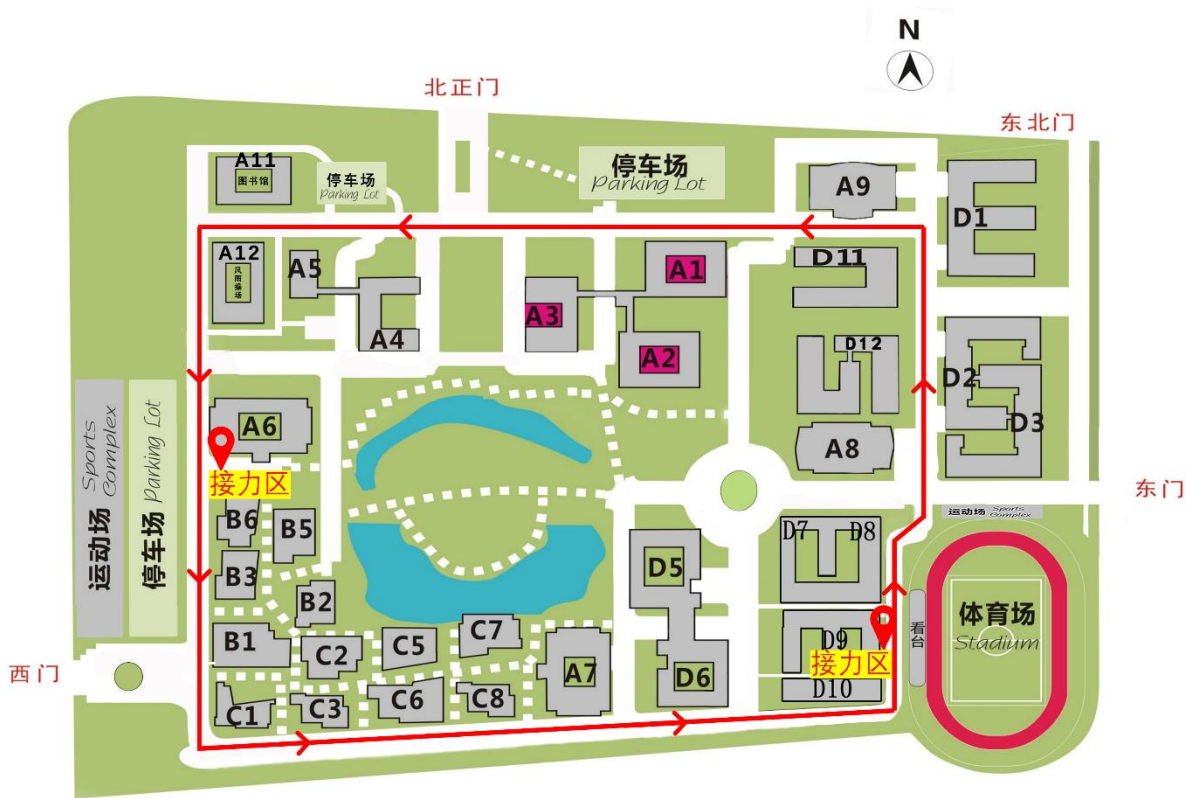 N
北正门
东北门
A11
图书馆
停车场
Parking Lot
停车场
Parking Lot
A9
D1
A12
风雨操场
A5
A4
A3
A1
A2
D11
D12
D2
D3
A8
运动场 Sports Complex
停车场 Parking Lot
A6
接力区
B6
B5
B3
B2
B1
东门
运动场 Sports Complex
D7
D8
D5
D9
接力区
D10
D6
看台
体育场
Stadium
西门
C1
C2
C3
C5
C6
C7
C8
A7